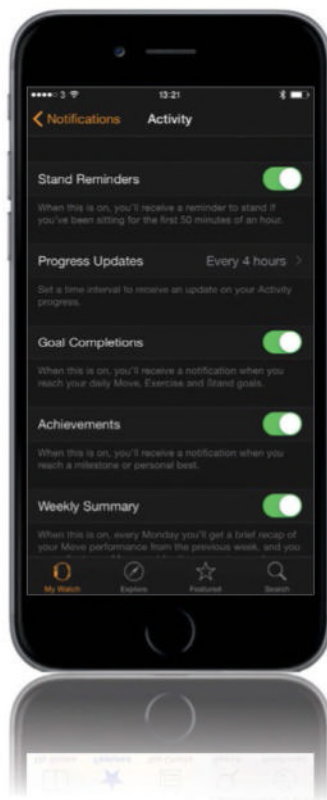 3 13:21
Notifications Activity
Stand Reminders
When this is on, you'll receive a reminder to stand if
you've been sitting for the first 50 minutes of an hour.
Progress Updates Every 4 hours
Set a time interval to receive an update on your Activity
progress.
Goal Completions
When this is on, you'll receive a notification when you
reach your daily Move, Exercise and Stand goals.
Achievements
When this is on, you'll receive a notification when you
reach a milestone or personal best.
Weekly Summary
When this is on, every Monday you'll get a brief recap of
your Move performance from the previous week, and you
My Watch Explore Featured Search